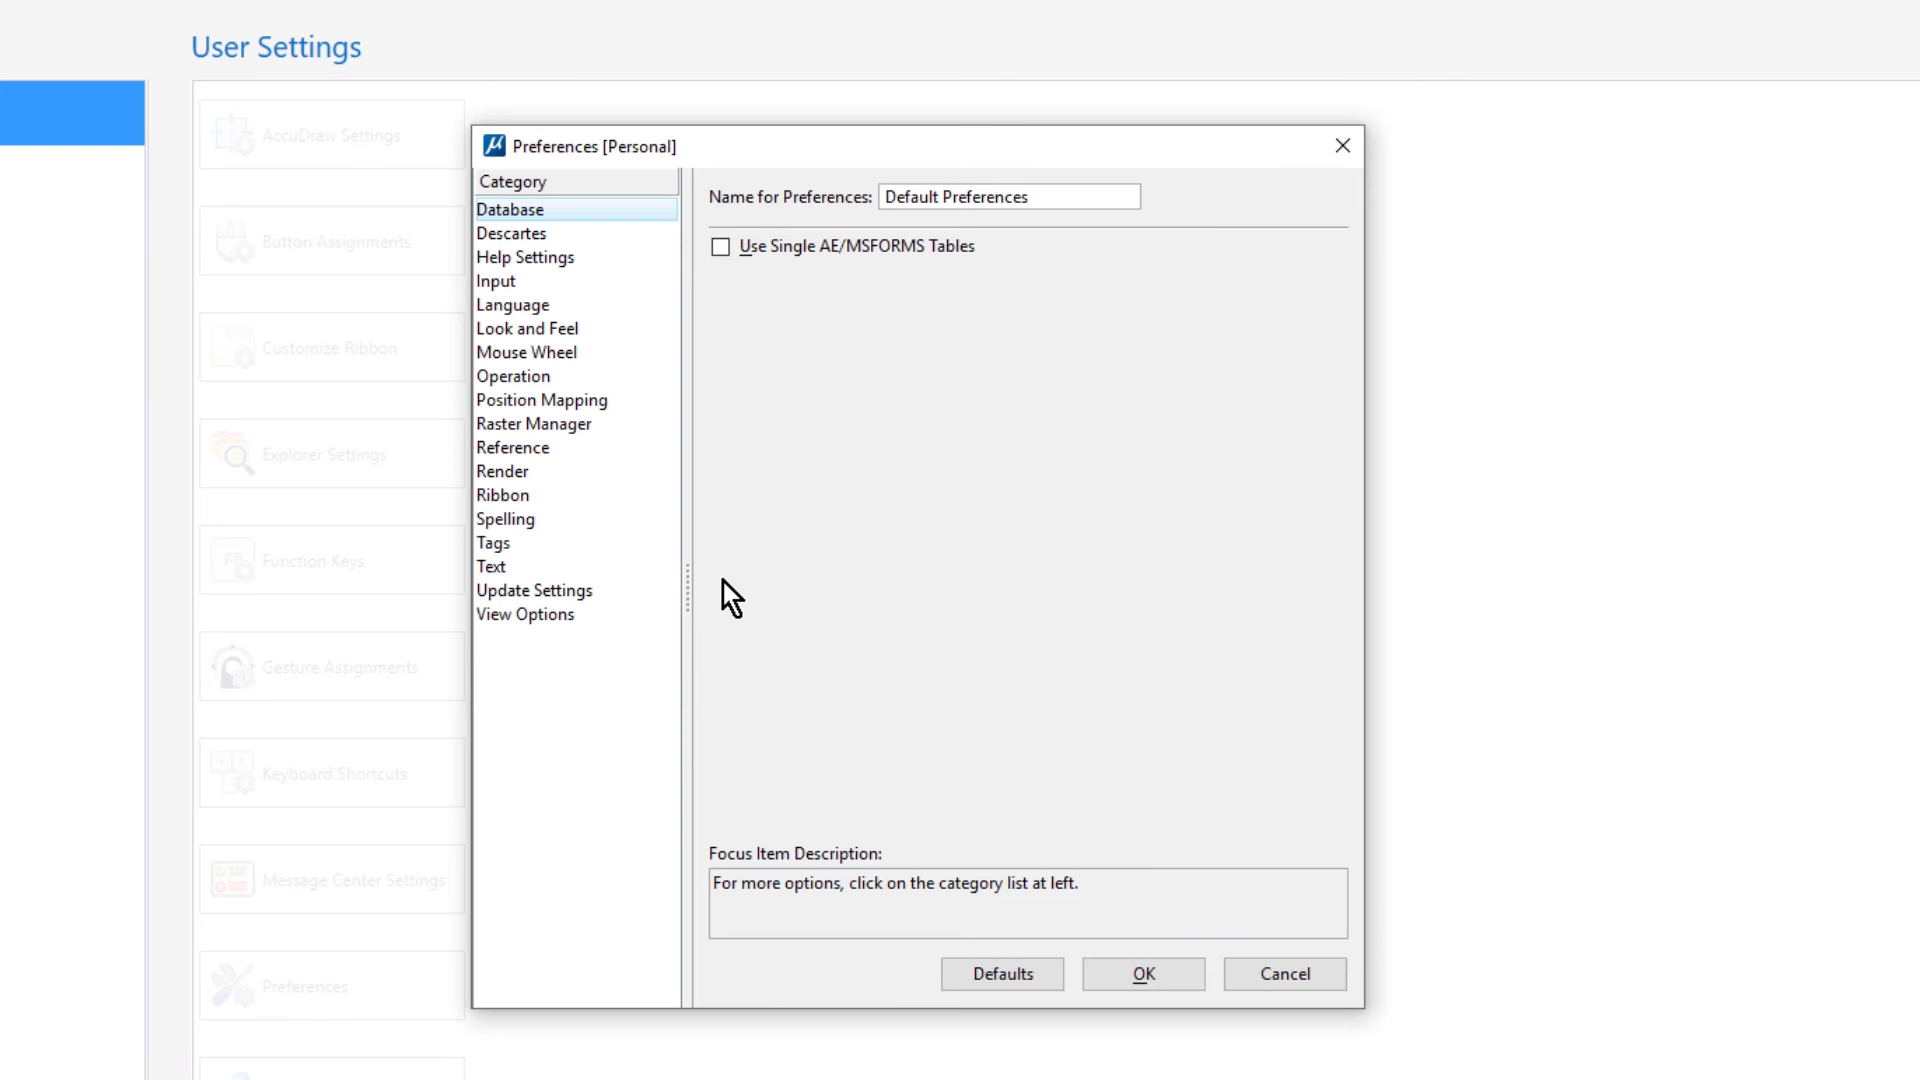 User Settings
AccuDraw Settings
Button Assignments
Customize Ribbon
Explorer Settings
Function Keys
Gesture Assignments
Keyboard Shortcuts
Message Center Settings
Preferences
Preferences [Personal]
Category
Database
Descartes
Help Settings
Input
Language
Look and Feel
Mouse Wheel
Operation
Position Mapping
Raster Manager
Reference
Render
Ribbon
Spelling
Tags
Text
Update Settings
View Options
Name for Preferences: Default Preferences
Use Single AE/MSFORMS Tables
Focus Item Description:
For more options, click on the category list at left.
Defaults
OK
Cancel